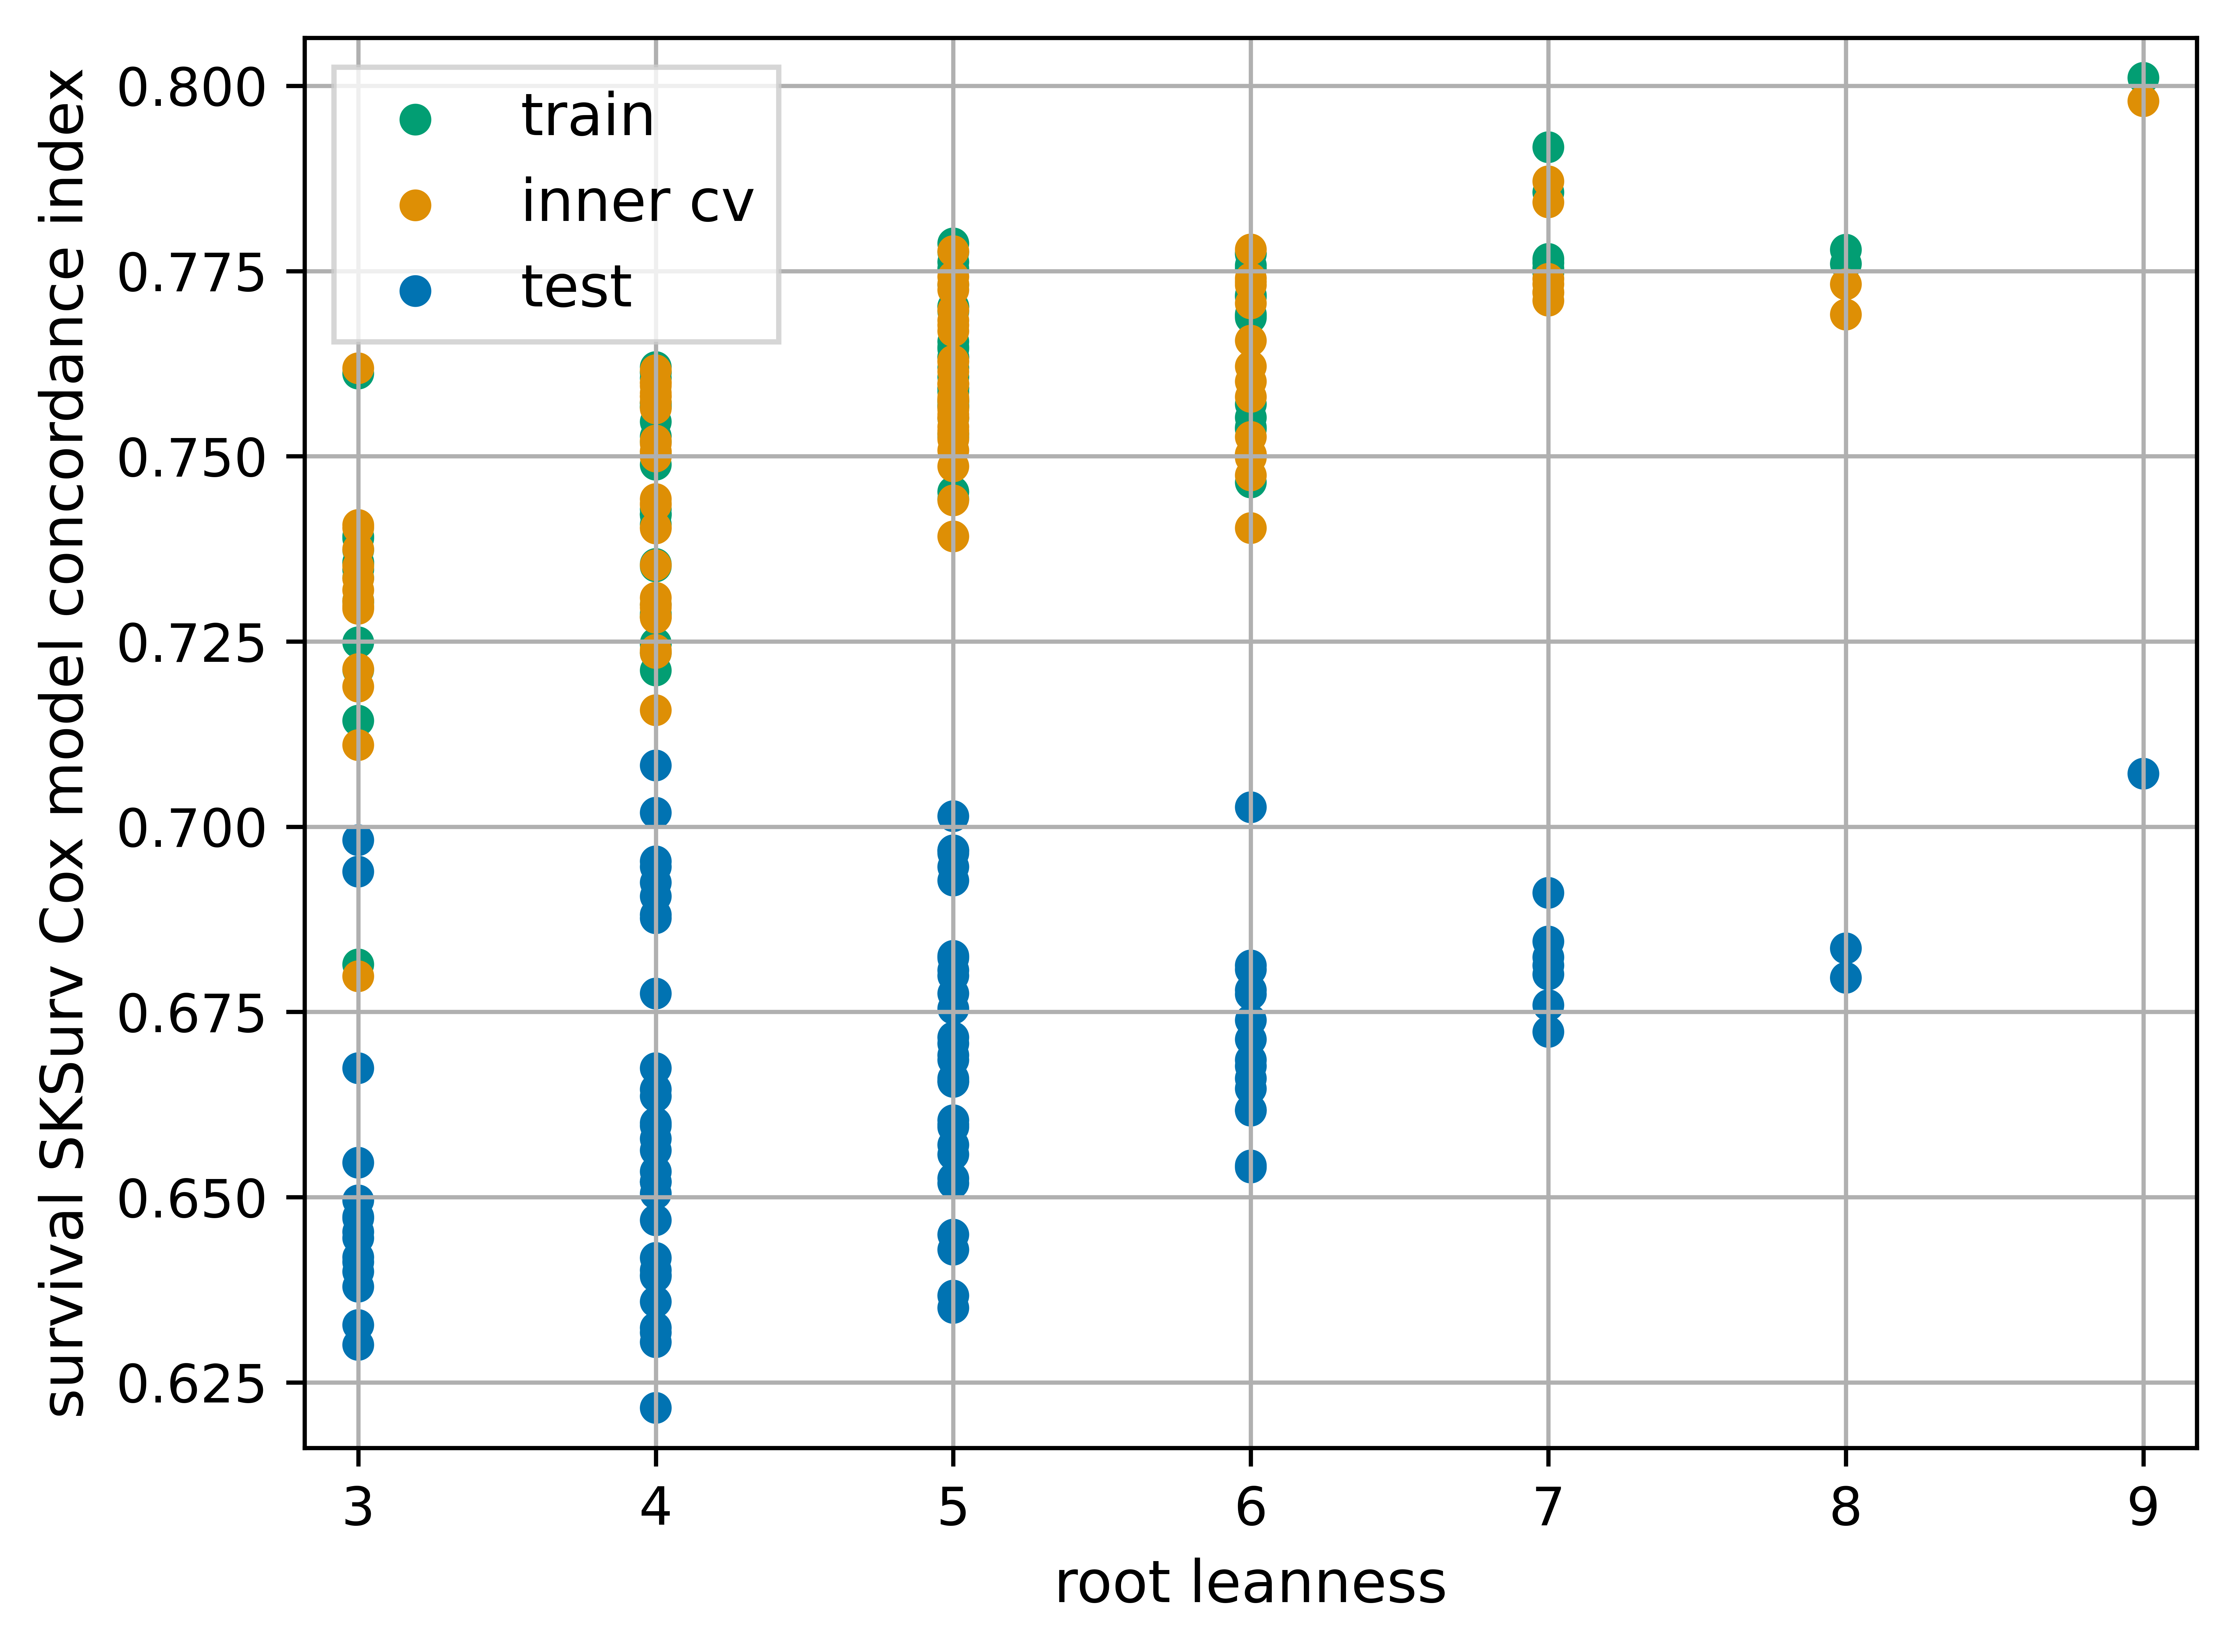 survival SKSurv Cox model concordance index
0.800
0.775
0.750
0.725
0.700
0.675
0.650
0.625
train
inner cv
test
3 4 5 6 7 8 9
root leanness